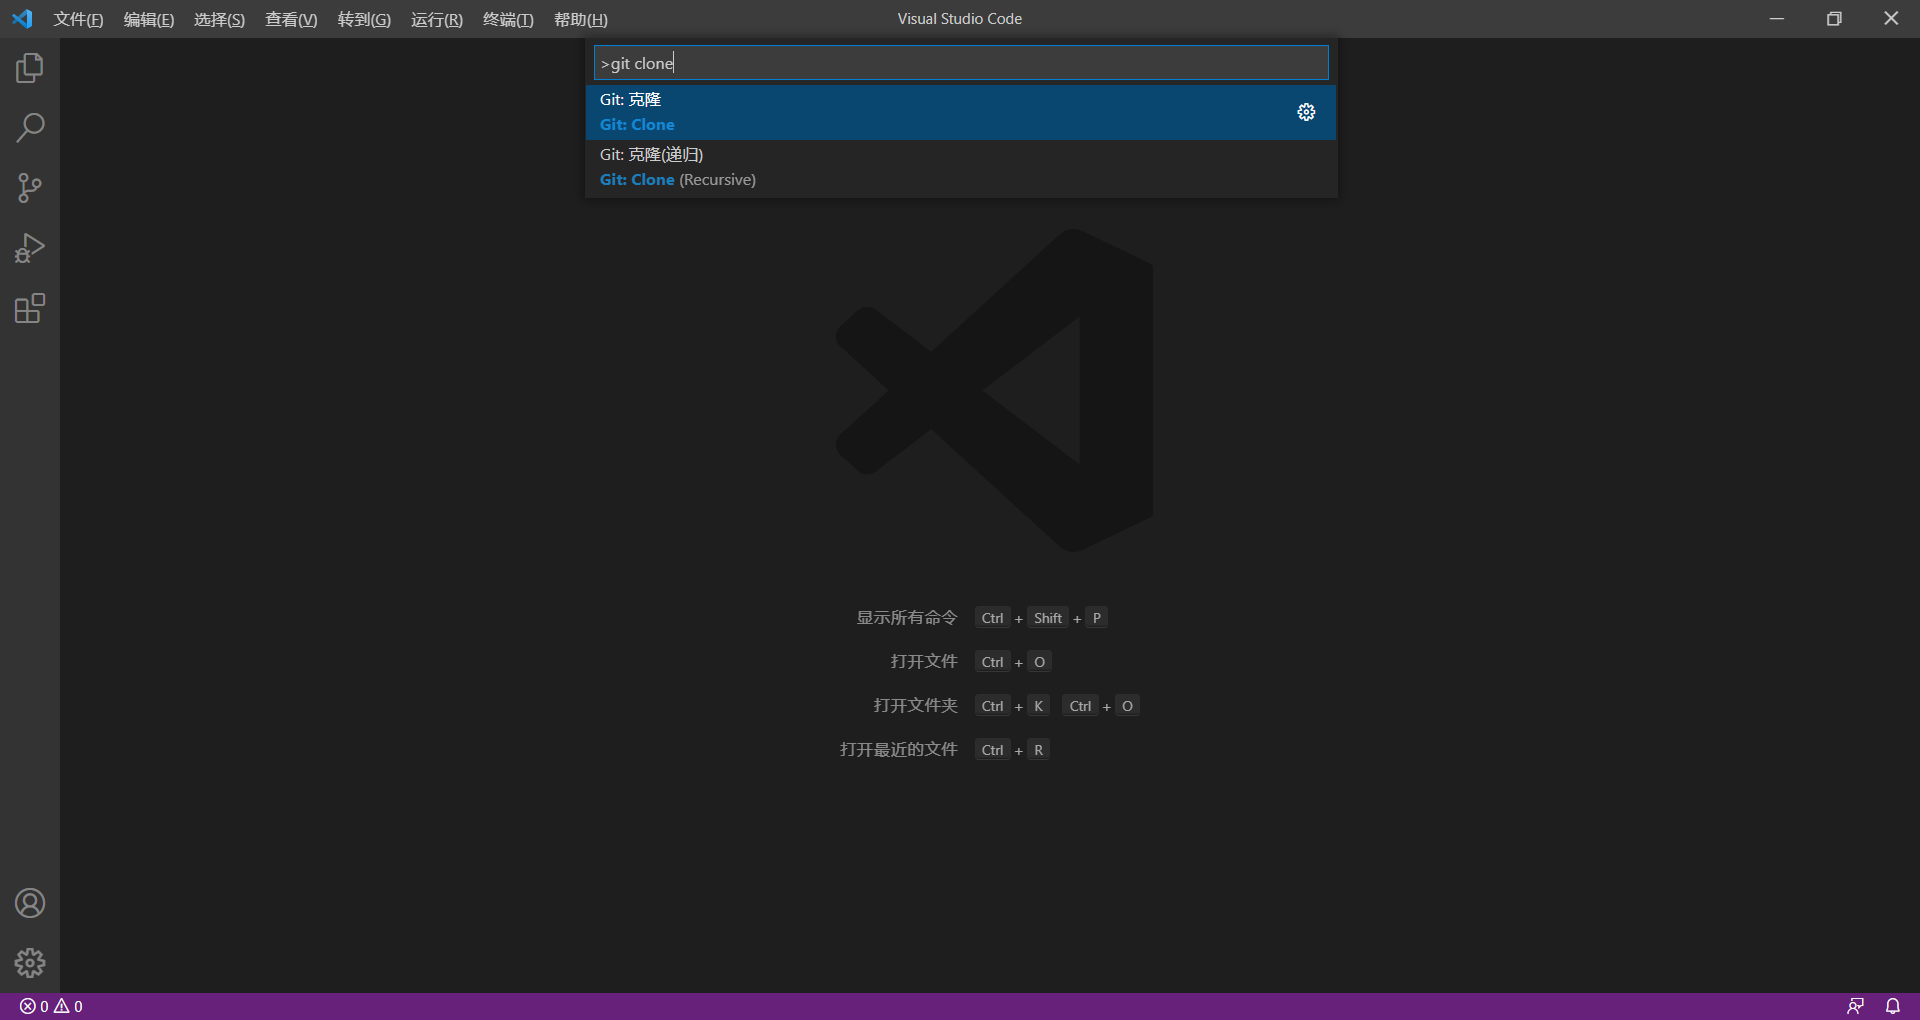 文件(F) 编辑(E) 选择(S) 查看(V) 转到(G) 运行(R) 终端(T) 帮助(H) Visual Studio Code
>git clone
Git: 克隆
Git: Clone
Git: 克隆(递归)
Git: Clone (Recursive)
显示所有命令 Ctrl + Shift + P
打开文件 Ctrl + O
打开文件夹 Ctrl + K Ctrl + O
打开最近的文件 Ctrl + R
0 0